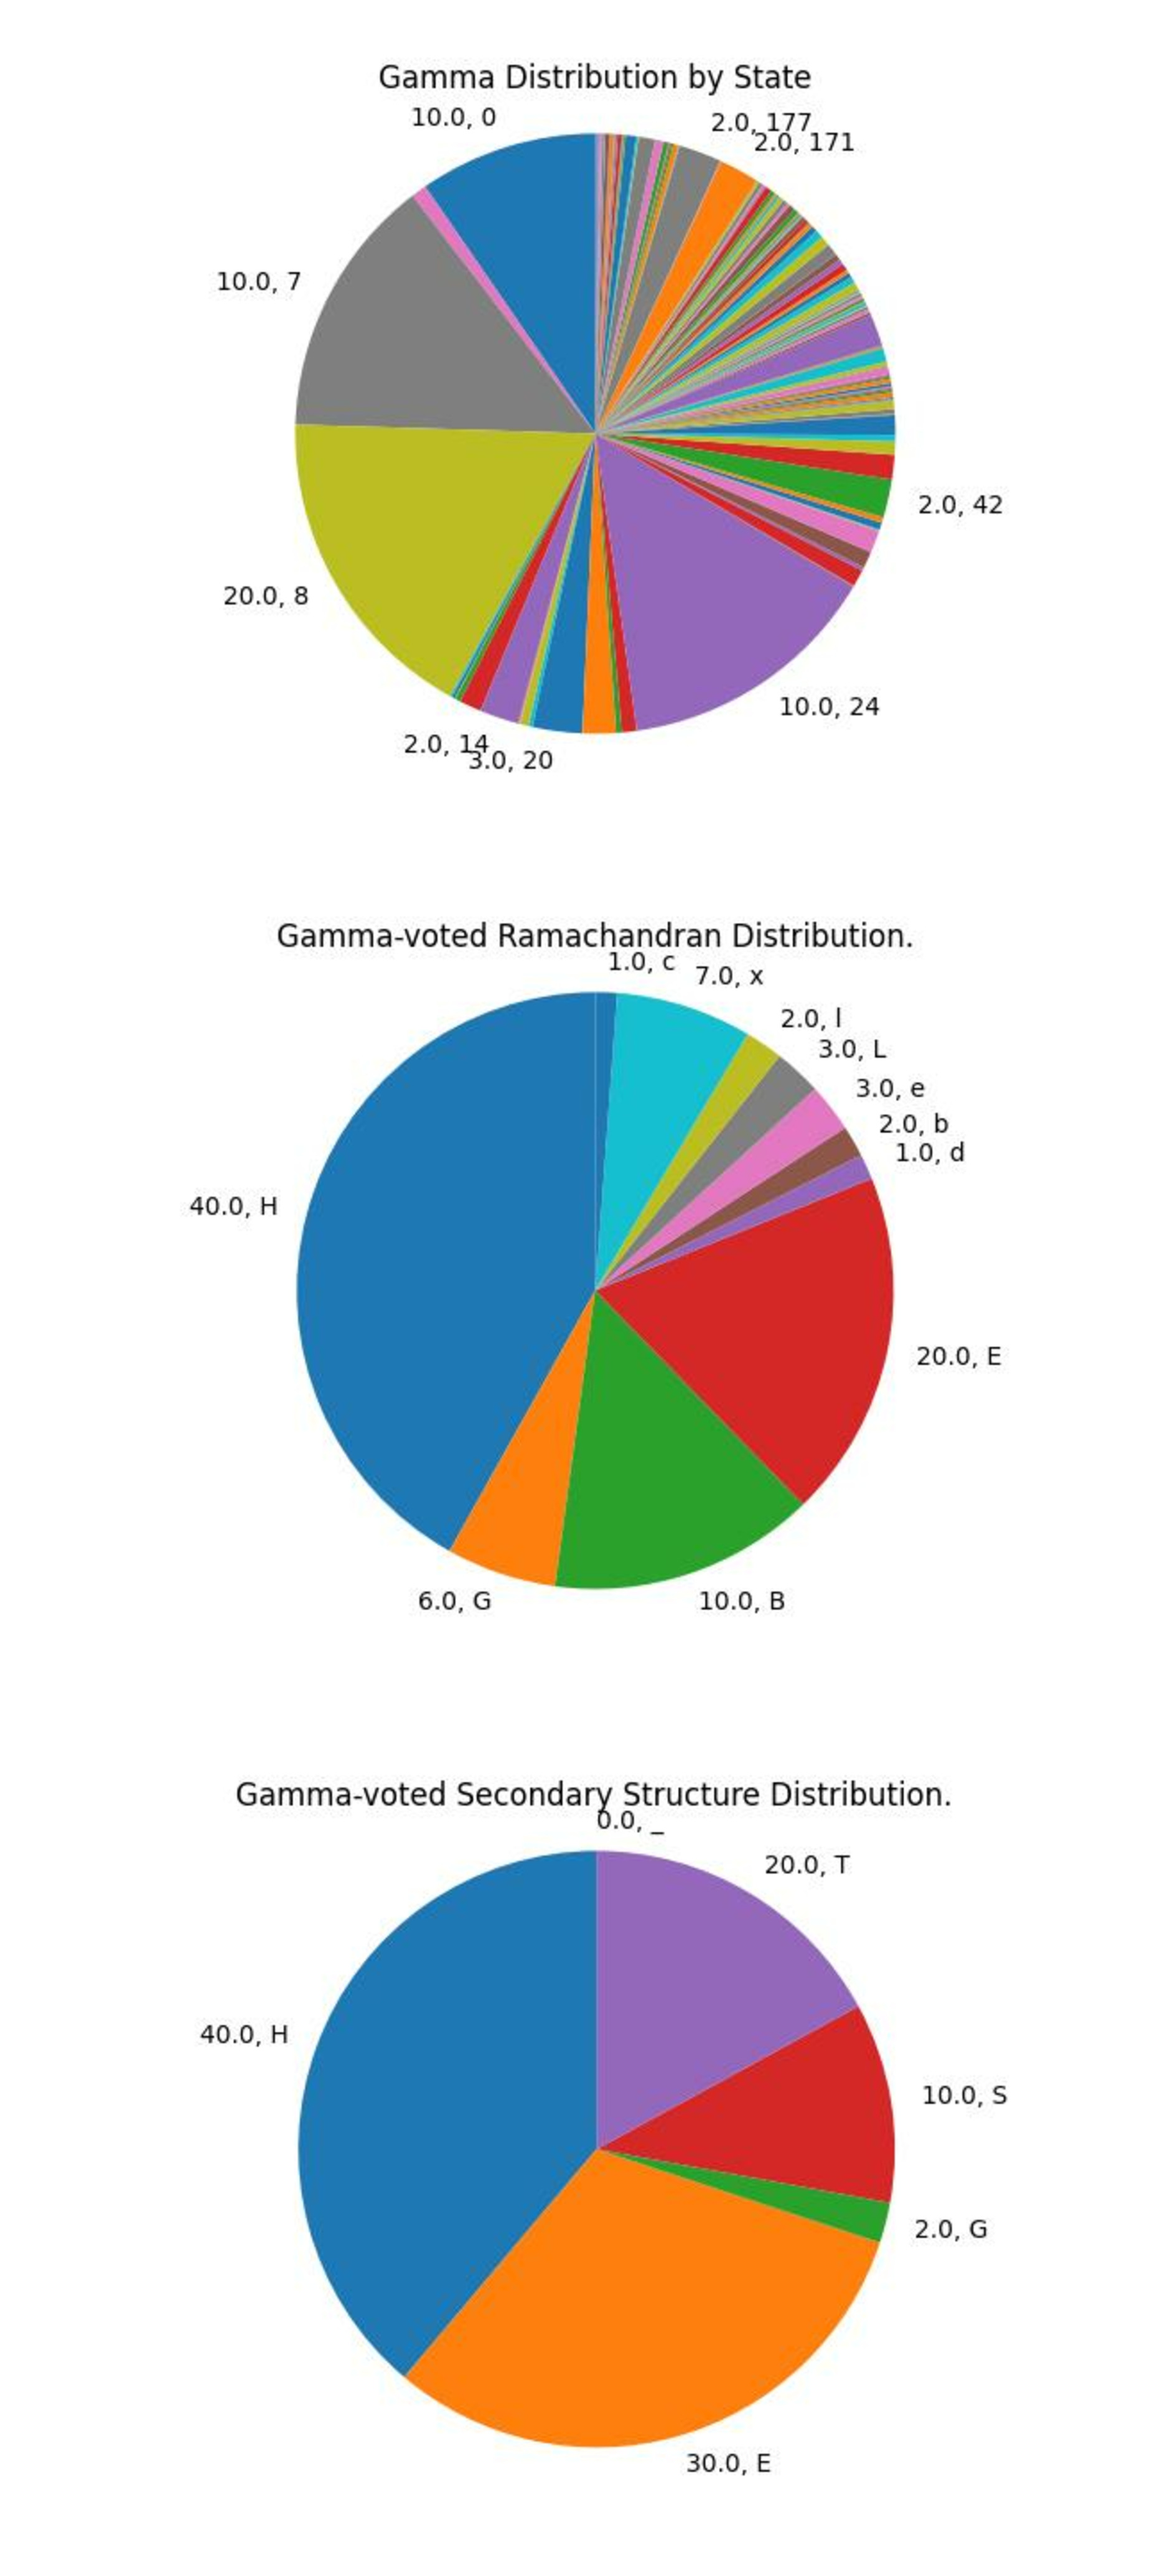 Gamma Distribution by State
10.0, 0
2.0, 177
2.0, 171
10.0, 7
2.0, 42
20.0, 8
10.0, 24
2.0, 14
3.0, 20
Gamma-voted Ramachandran Distribution.
1.0, c
7.0, x
2.0, l
3.0, L
3.0, e
2.0, b
1.0, d
40.0, H
20.0, E
6.0, G
10.0, B
Gamma-voted Secondary Structure Distribution.
0.0, _
20.0, T
40.0, H
10.0, S
2.0, G
30.0, E